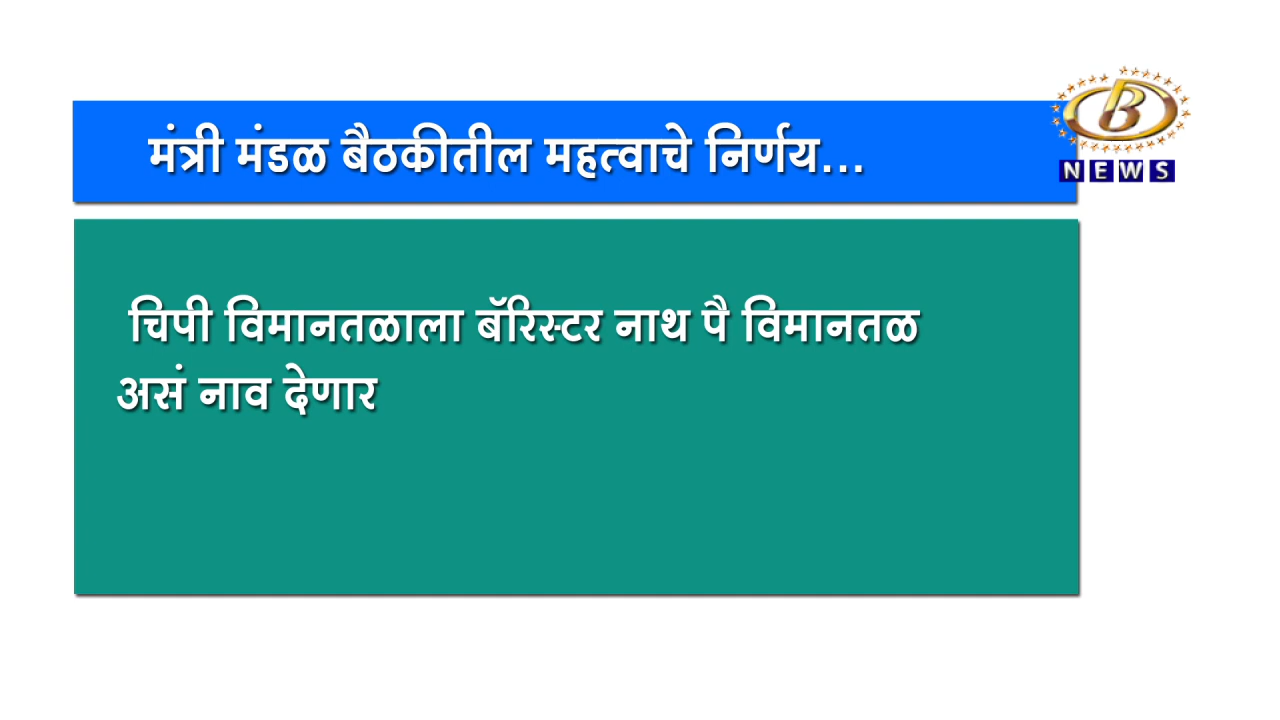 मंत्री मंडळ बैठकीतील महत्वाचे निर्णय...
B
NEWS
चिपी विमानतळाला बॅरिस्टर नाथ पै विमानतळ
असं नाव देणार